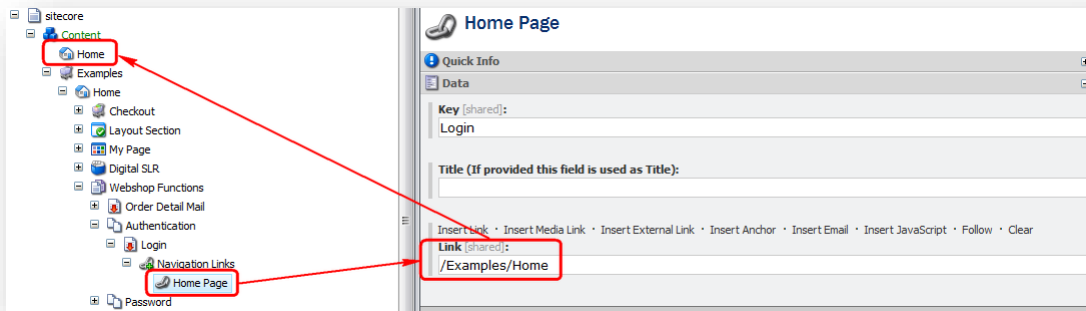 sitecore
Content
Home
Examples
Home
Checkout
Layout Section
My Page
Digital SLR
Webshop Functions
Order Detail Mail
Authentication
Login
Navigation Links
Home Page
Password
Home Page
Quick Info
Data
Key [shared]:
Login
Title (If provided this field is used as Title):
Insert Link · Insert Media Link · Insert External Link · Insert Anchor · Insert Email · Insert JavaScript · Follow · Clear
Link [shared]:
/Examples/Home